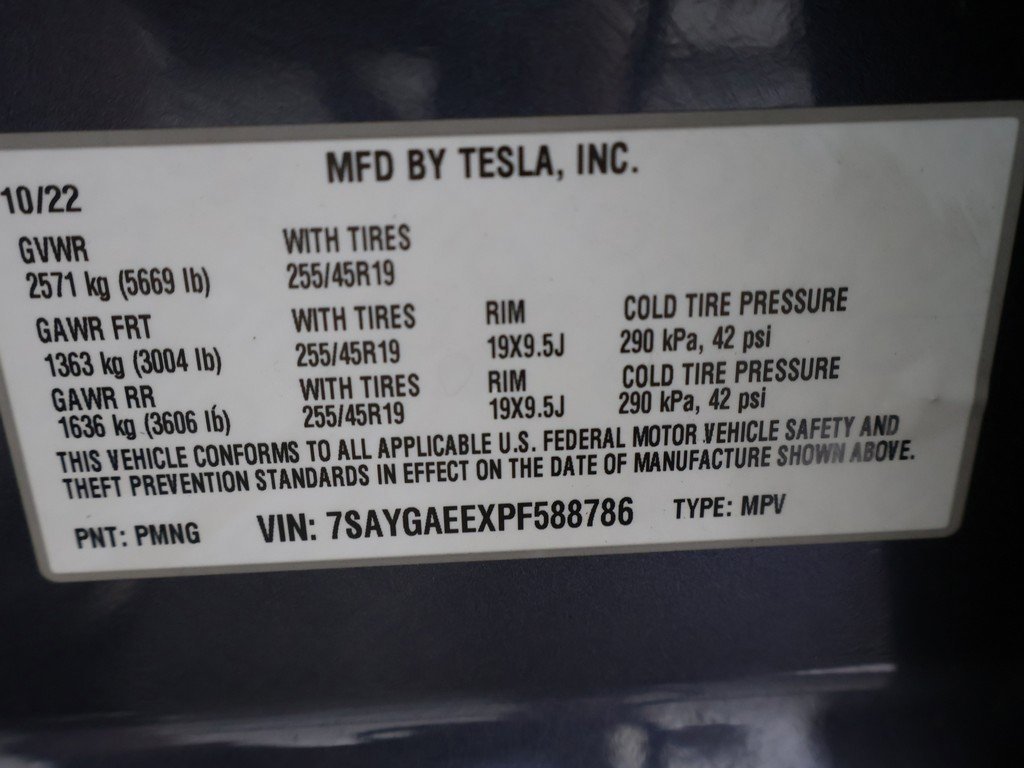 MFD BY TESLA, INC.
10/22
GVWR WITH TIRES
2571 kg (5669 lb) 255/45R19
GAWR FRT WITH TIRES RIM COLD TIRE PRESSURE
1363 kg (3004 lb) 255/45R19 19X9.5J 290 kPa, 42 psi
GAWR RR WITH TIRES RIM COLD TIRE PRESSURE
1636 kg (3606 lb) 255/45R19 19X9.5J 290 kPa, 42 psi
THIS VEHICLE CONFORMS TO ALL APPLICABLE U.S. FEDERAL MOTOR VEHICLE SAFETY AND
THEFT PREVENTION STANDARDS IN EFFECT ON THE DATE OF MANUFACTURE SHOWN ABOVE.
PNT: PMNG VIN: 7SAYGAEEXPF588786 TYPE: MPV